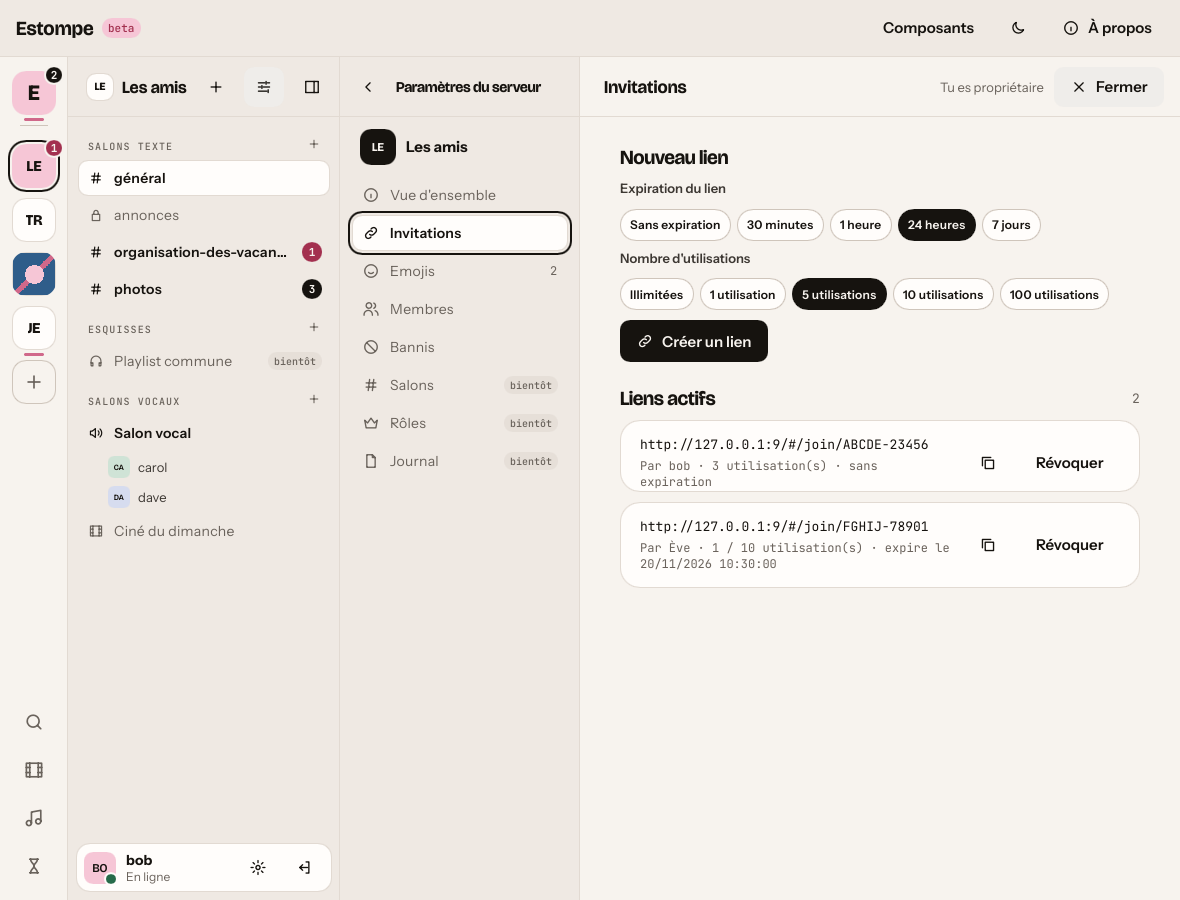 Estompe beta
Composants
À propos
E
2
LE
1
TR
JE
LE Les amis
SALONS TEXTE
# général
annonces
# organisation-des-vacan... 1
# photos 3
ESQUISSES
Playlist commune bientôt
SALONS VOCAUX
Salon vocal
CA carol
DA dave
Ciné du dimanche
BO bob
En ligne
Paramètres du serveur
LE Les amis
Vue d'ensemble
Invitations
Emojis 2
Membres
Bannis
Salons bientôt
Rôles bientôt
Journal bientôt
Invitations
Tu es propriétaire
Fermer
Nouveau lien
Expiration du lien
Sans expiration 30 minutes 1 heure 24 heures 7 jours
Nombre d'utilisations
Illimitées 1 utilisation 5 utilisations 10 utilisations 100 utilisations
Créer un lien
Liens actifs 2
http://127.0.0.1:9/#/join/ABCDE-23456
Par bob · 3 utilisation(s) · sans
expiration
Révoquer
http://127.0.0.1:9/#/join/FGHIJ-78901
Par Ève · 1 / 10 utilisation(s) · expire le
20/11/2026 10:30:00
Révoquer